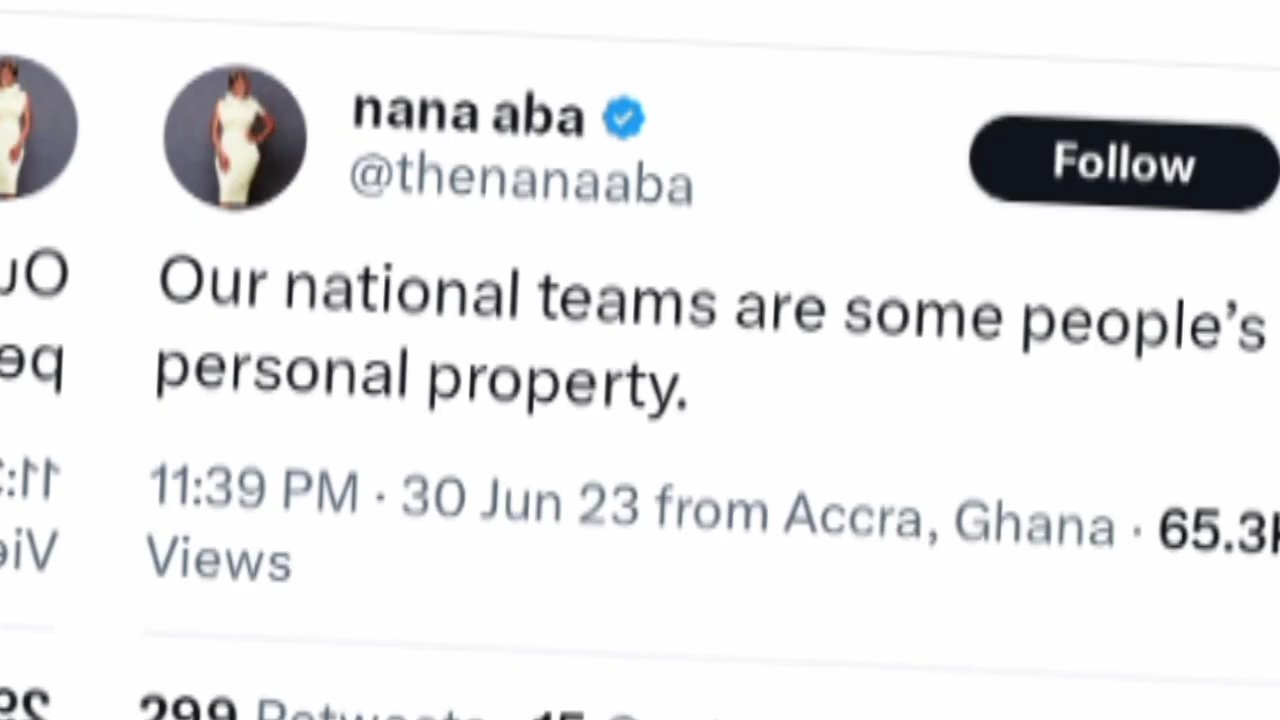 nana aba
@thenanaaba
Follow
Our national teams are some people’s
personal property.
11:39 PM · 30 Jun 23 from Accra, Ghana · 65.3K
Views
299 Retweets 15